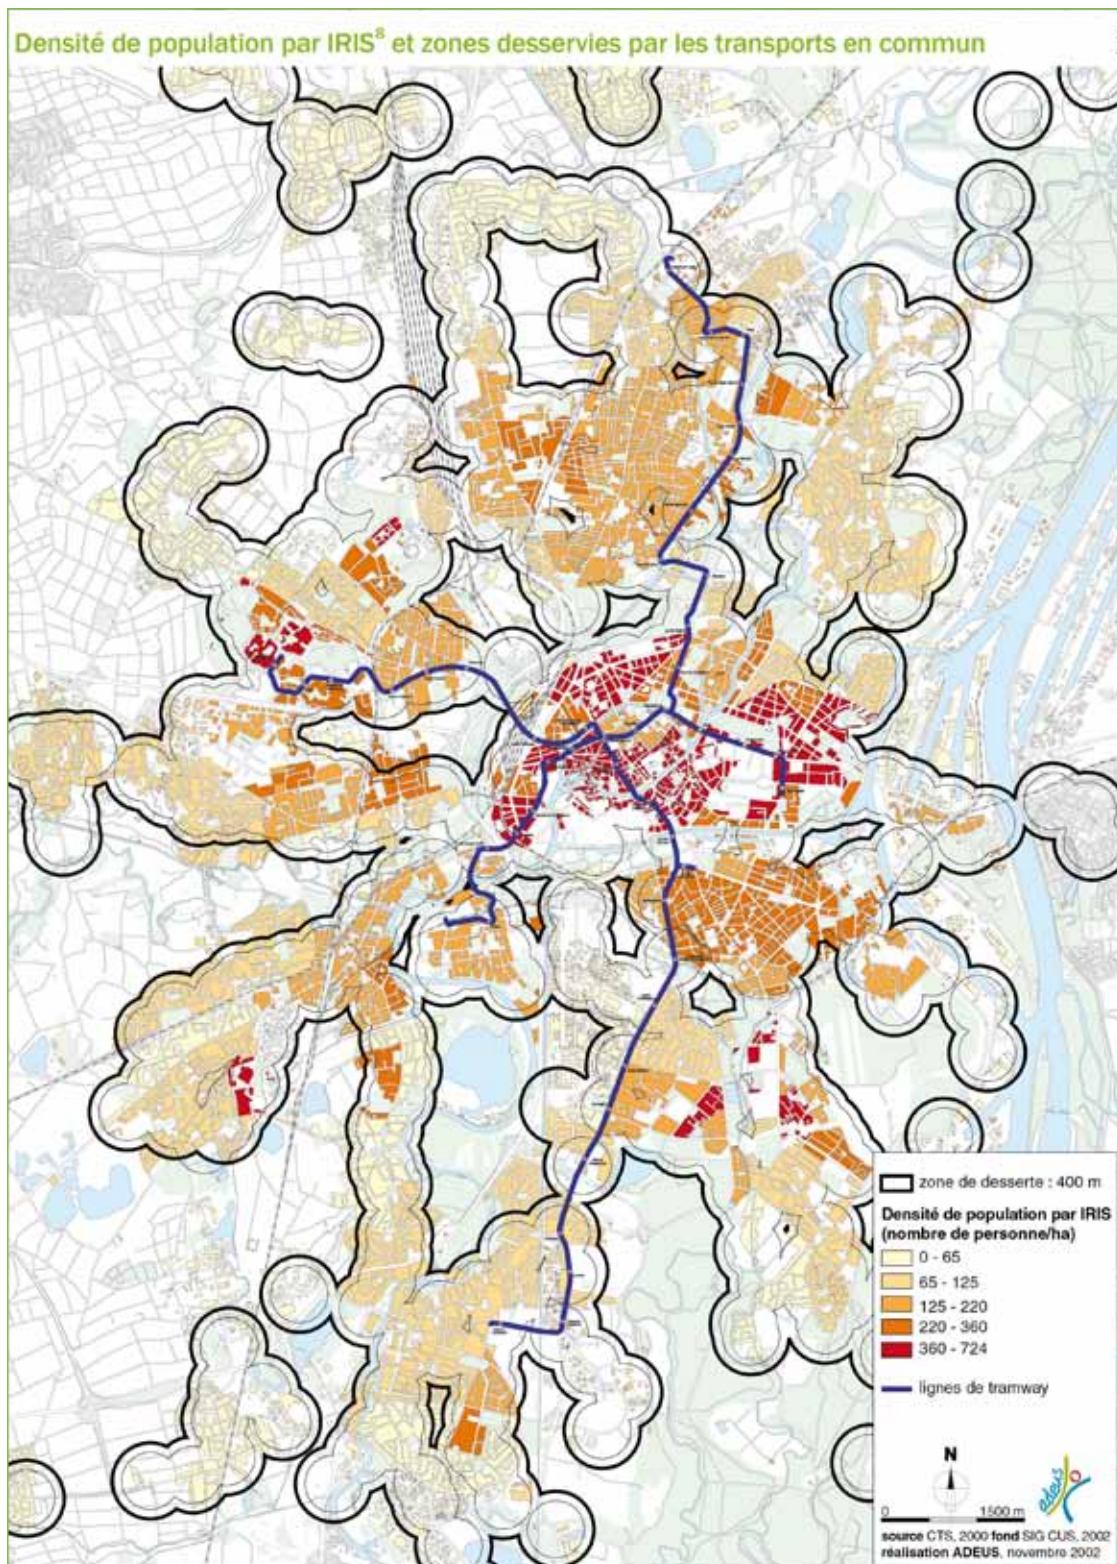 Densité de population par IRIS⁸ et zones desservies par les transports en commun
zone de desserte : 400 m
Densité de population par IRIS
(nombre de personne/ha)
0 - 65
65 - 125
125 - 220
220 - 360
360 - 724
lignes de tramway
N
0 1500 m
adeus
source CTS, 2000 fond SIG CUS, 2002
réalisation ADEUS, novembre 2002